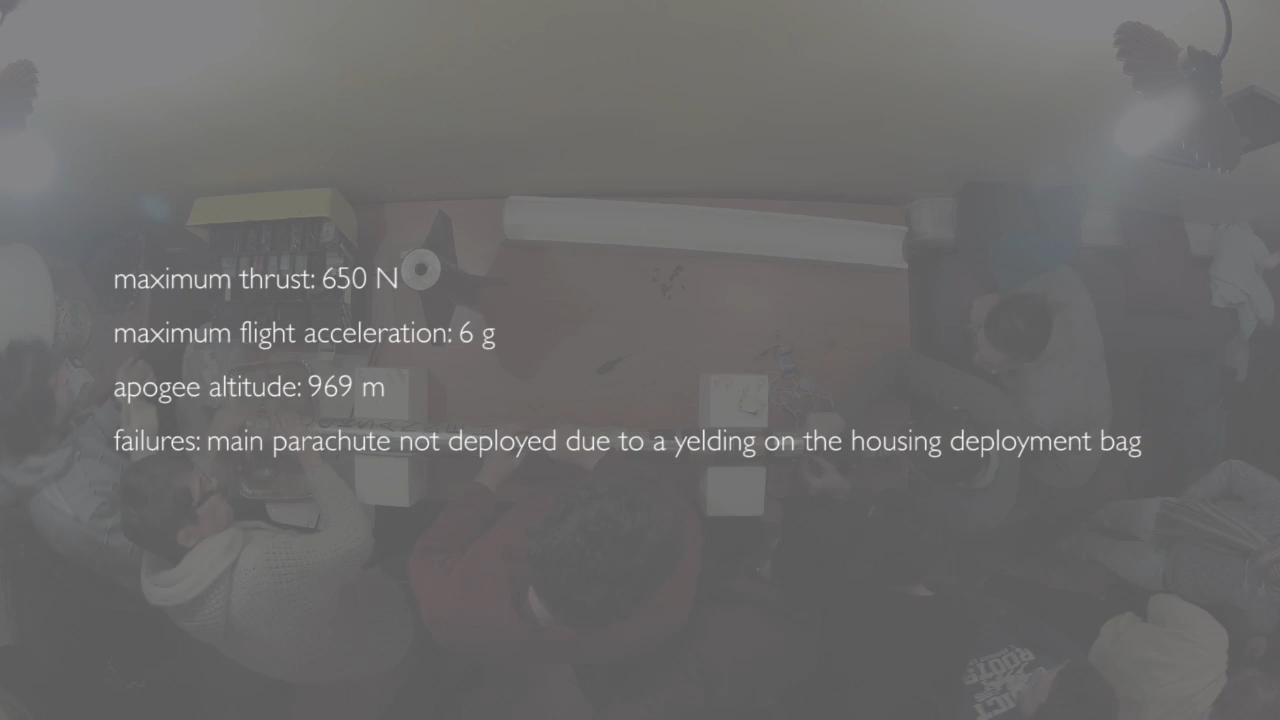 maximum thrust: 650 N
maximum flight acceleration: 6 g
apogee altitude: 969 m
failures: main parachute not deployed due to a yelding on the housing deployment bag